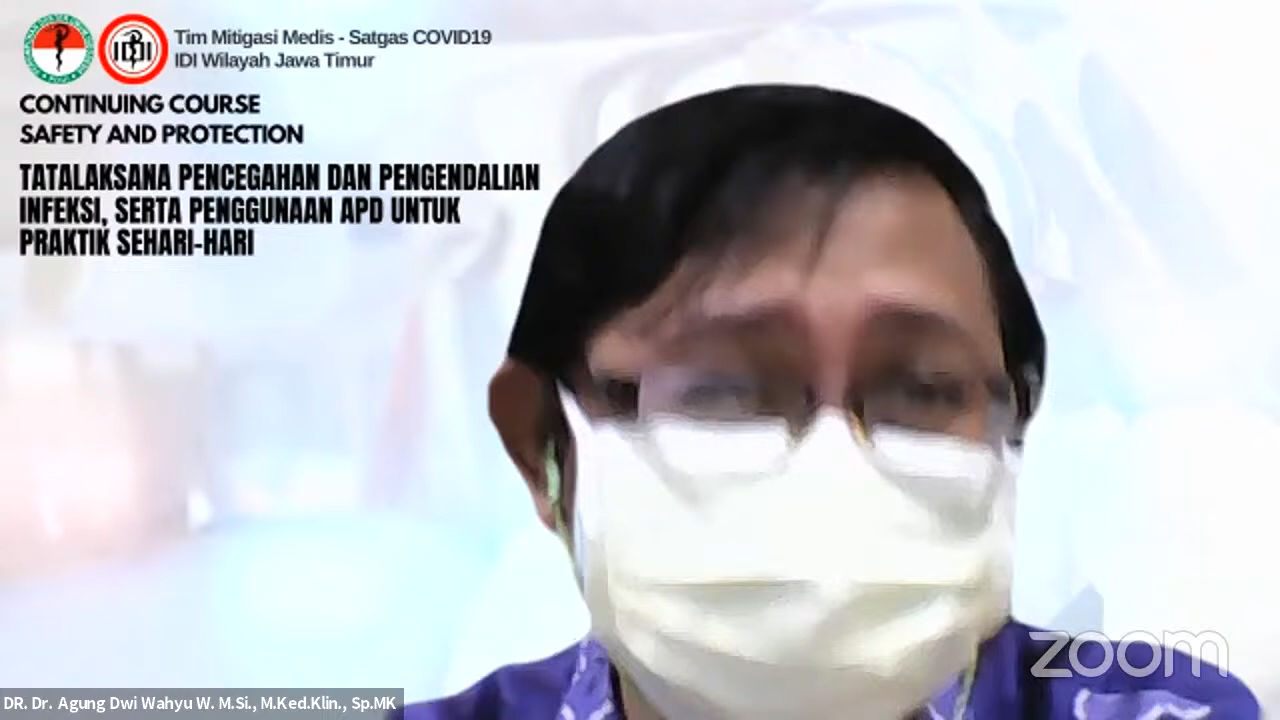 IDI
Tim Mitigasi Medis - Satgas COVID19
IDI Wilayah Jawa Timur
CONTINUING COURSE
SAFETY AND PROTECTION
TATALAKSANA PENCEGAHAN DAN PENGENDALIAN
INFEKSI, SERTA PENGGUNAAN APD UNTUK
PRAKTIK SEHARI-HARI
zoom
DR. Dr. Agung Dwi Wahyu W. M.Si., M.Ked.Klin., Sp.MK